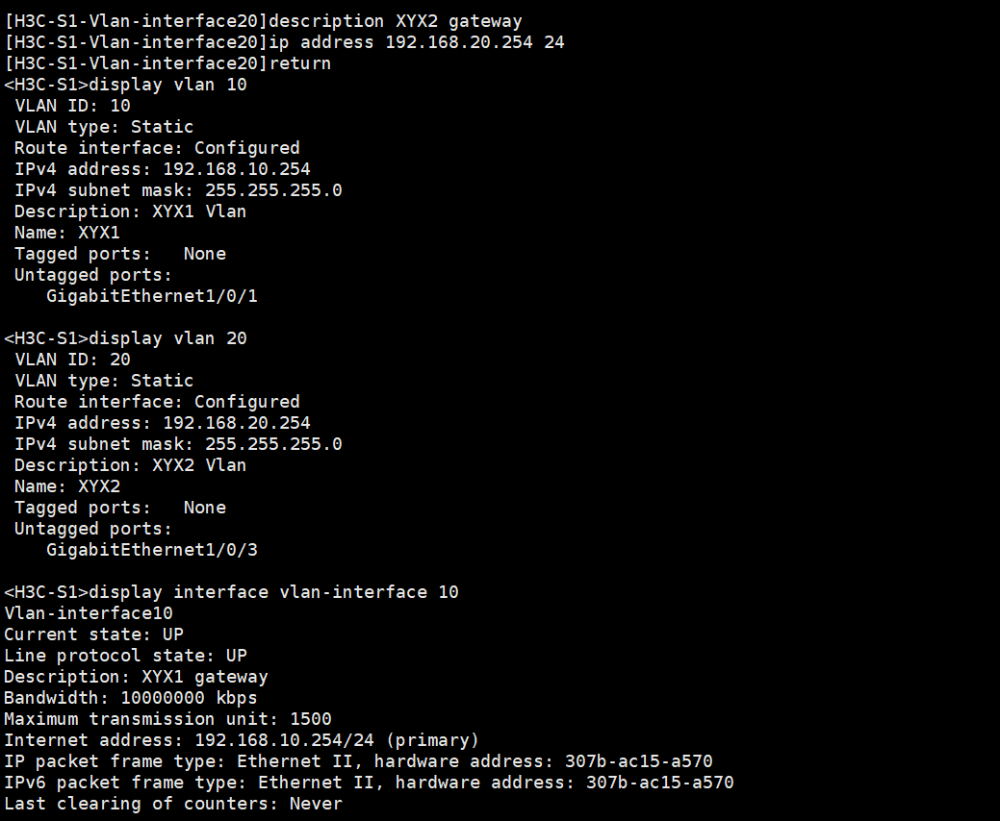 [H3C-S1-Vlan-interface20]description XYX2 gateway
[H3C-S1-Vlan-interface20]ip address 192.168.20.254 24
[H3C-S1-Vlan-interface20]return
<H3C-S1>display vlan 10
 VLAN ID: 10
 VLAN type: Static
 Route interface: Configured
 IPv4 address: 192.168.10.254
 IPv4 subnet mask: 255.255.255.0
 Description: XYX1 Vlan
 Name: XYX1
 Tagged ports:   None
 Untagged ports:
    GigabitEthernet1/0/1

<H3C-S1>display vlan 20
 VLAN ID: 20
 VLAN type: Static
 Route interface: Configured
 IPv4 address: 192.168.20.254
 IPv4 subnet mask: 255.255.255.0
 Description: XYX2 Vlan
 Name: XYX2
 Tagged ports:   None
 Untagged ports:
    GigabitEthernet1/0/3

<H3C-S1>display interface vlan-interface 10
Vlan-interface10
Current state: UP
Line protocol state: UP
Description: XYX1 gateway
Bandwidth: 10000000 kbps
Maximum transmission unit: 1500
Internet address: 192.168.10.254/24 (primary)
IP packet frame type: Ethernet II, hardware address: 307b-ac15-a570
IPv6 packet frame type: Ethernet II, hardware address: 307b-ac15-a570
Last clearing of counters: Never